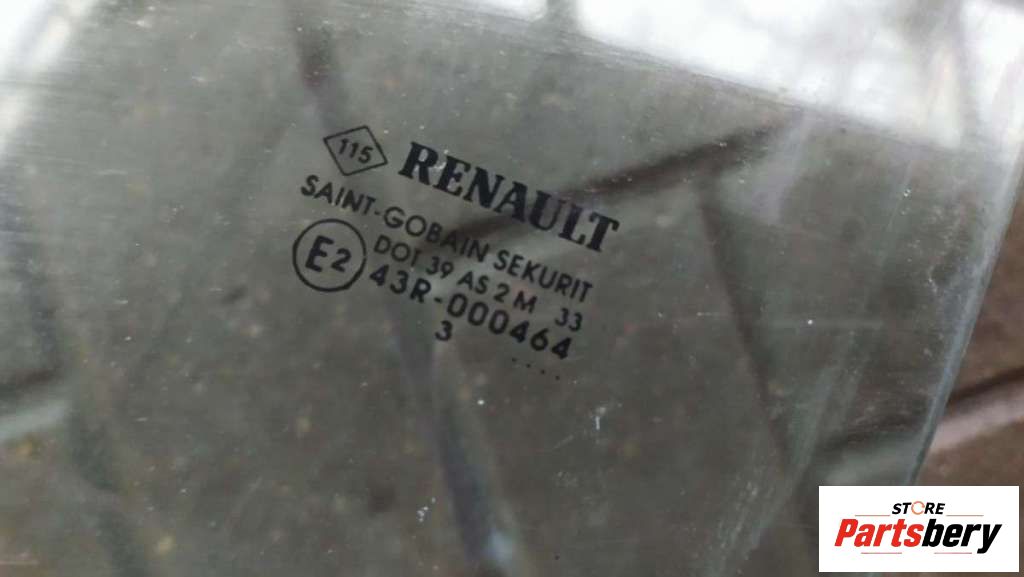 115 RENAULT
SAINT-GOBAIN SEKURIT
E2 DOT 39 AS 2 M 33
43R-000464
3 ....
STORE
Partsbery